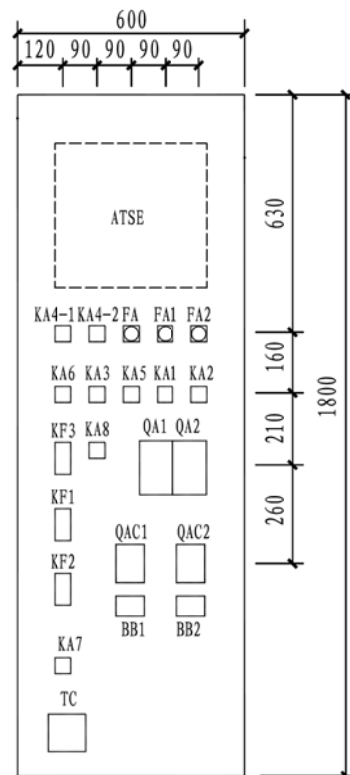 600
120 90 90 90 90
ATSE
630
KA4-1 KA4-2 FA FA1 FA2
160
KA6 KA3 KA5 KA1 KA2
1800
KF3 KA8 QA1 QA2
210
KF1
260
QAC1 QAC2
KF2
BB1 BB2
KA7
TC